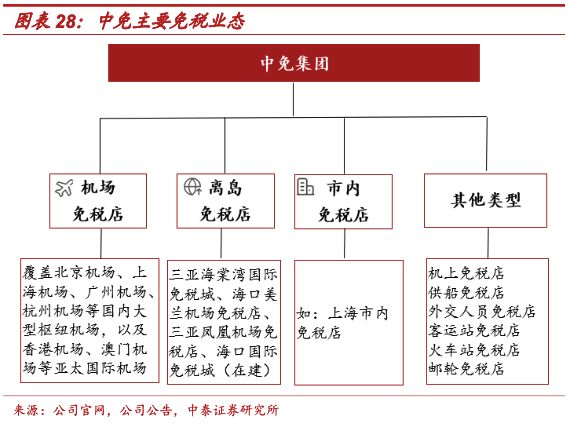 图表 28：中免主要免税业态
中免集团
机场
免税店
离岛
免税店
市内
免税店
其他类型
覆盖北京机场、上
海机场、广州机场、
杭州机场等国内大
型枢纽机场，以及
香港机场、澳门机
场等亚太国际机场
三亚海棠湾国际
免税城、海口美
兰机场免税店、
三亚凤凰机场免
税店、海口国际
免税城（在建）
如：上海市内
免税店
机上免税店
供船免税店
外交人员免税店
客运站免税店
火车站免税店
邮轮免税店
来源：公司官网，公司公告，中泰证券研究所